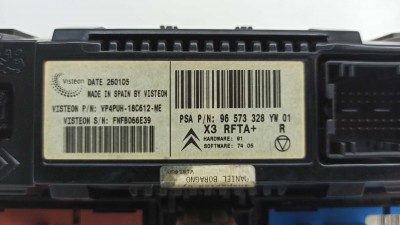 Visteon
DATE 260105
MADE IN SPAIN BY VISTEON
VISTEON P/N: VP4PUH-18C612-ME
VISTEON S/N: FNFB066E39
PSA P/N: 96 573 328 YW 01
X3 RFTA+ R
HARDWARE: 91
SOFTWARE: 74 05
DANIEL BORAGNO